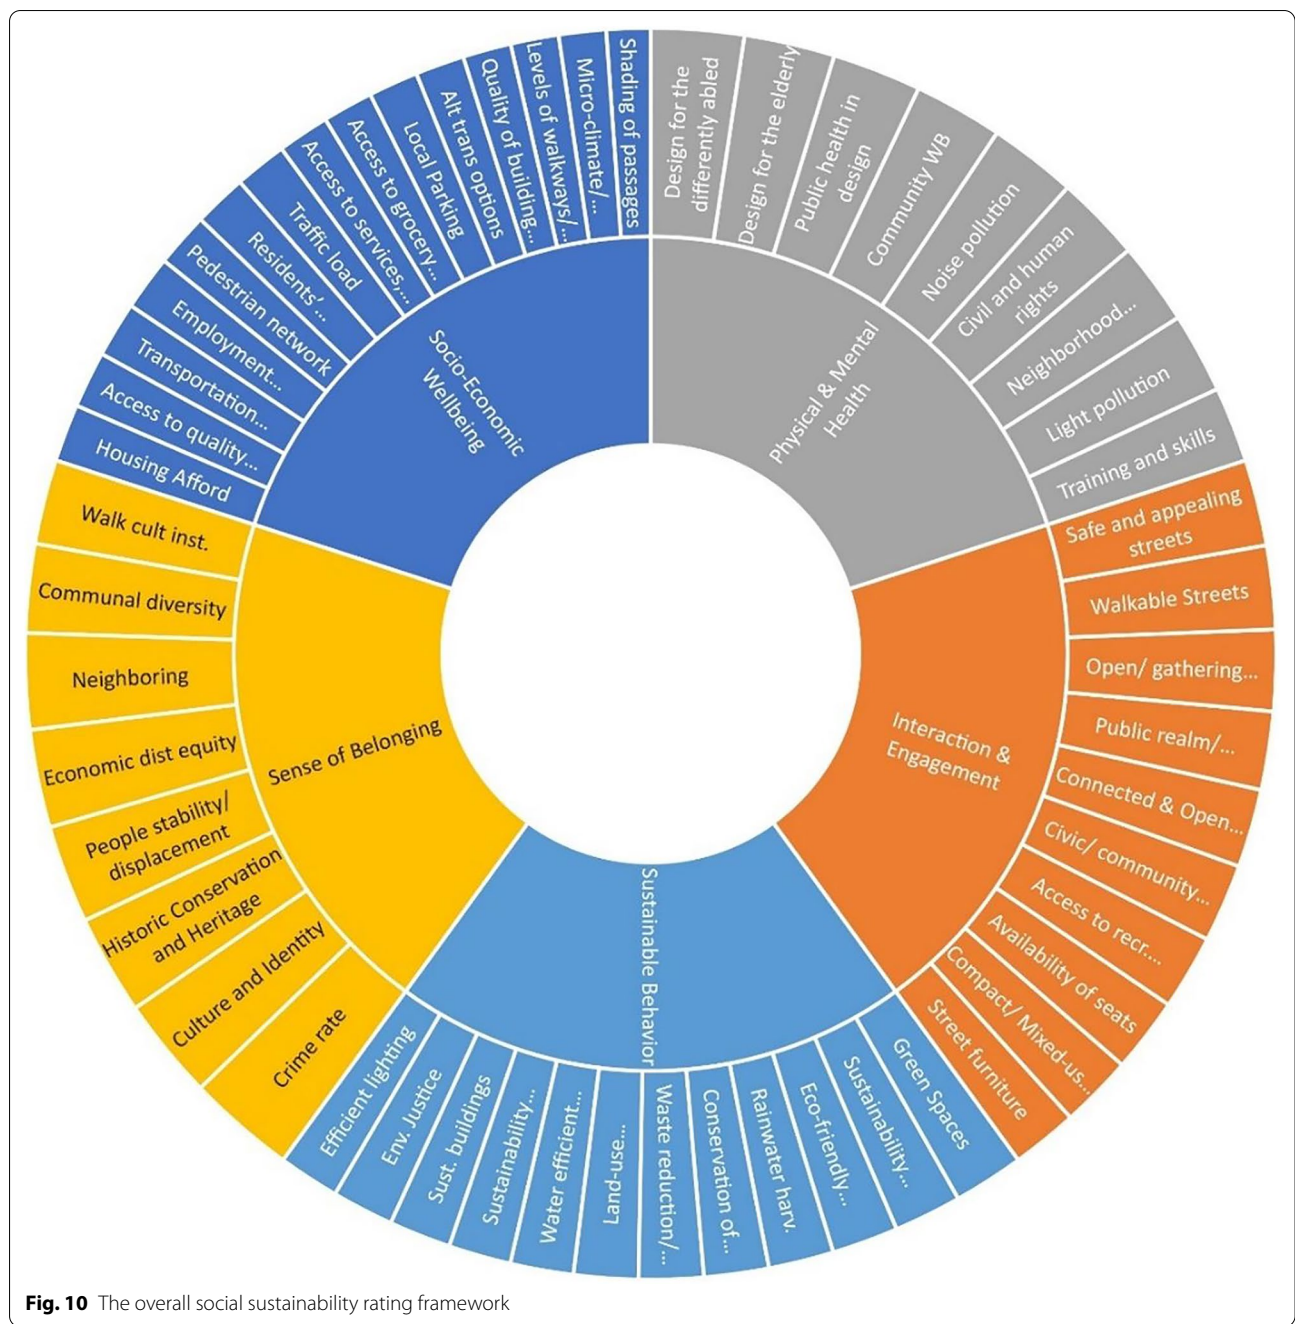 Design for the
differently abled
Design for the elderly
Public health in
design
Community WB
Noise pollution
Civil and human
rights
Neighborhood...
Light pollution
Training and skills
Physical & Mental
Health
Safe and appealing
streets
Walkable Streets
Open/ gathering...
Public realm/...
Connected & Open...
Civic/ community...
Access to recr....
Availability of seats
Compact/ Mixed-us...
Street furniture
Interaction &
Engagement
Green Spaces
Sustainability...
Eco-friendly...
Rainwater harv.
Conservation of...
Waste reduction/...
Land-use...
Water efficient...
Sustainability...
Sust. buildings
Env. Justice
Efficient lighting
Sustainable Behavior
Crime rate
Culture and Identity
Historic Conservation
and Heritage
People stability/
displacement
Economic dist equity
Neighboring
Communal diversity
Walk cult inst.
Sense of Belonging
Housing Afford
Access to quality...
Transportation...
Employment...
Pedestrian network
Residents'...
Traffic load
Access to services,...
Access to grocery...
Local Parking
Alt trans options
Quality of building...
Levels of walkways/...
Micro-climate/...
Shading of passages
Socio-Economic
Wellbeing
Fig. 10 The overall social sustainability rating framework